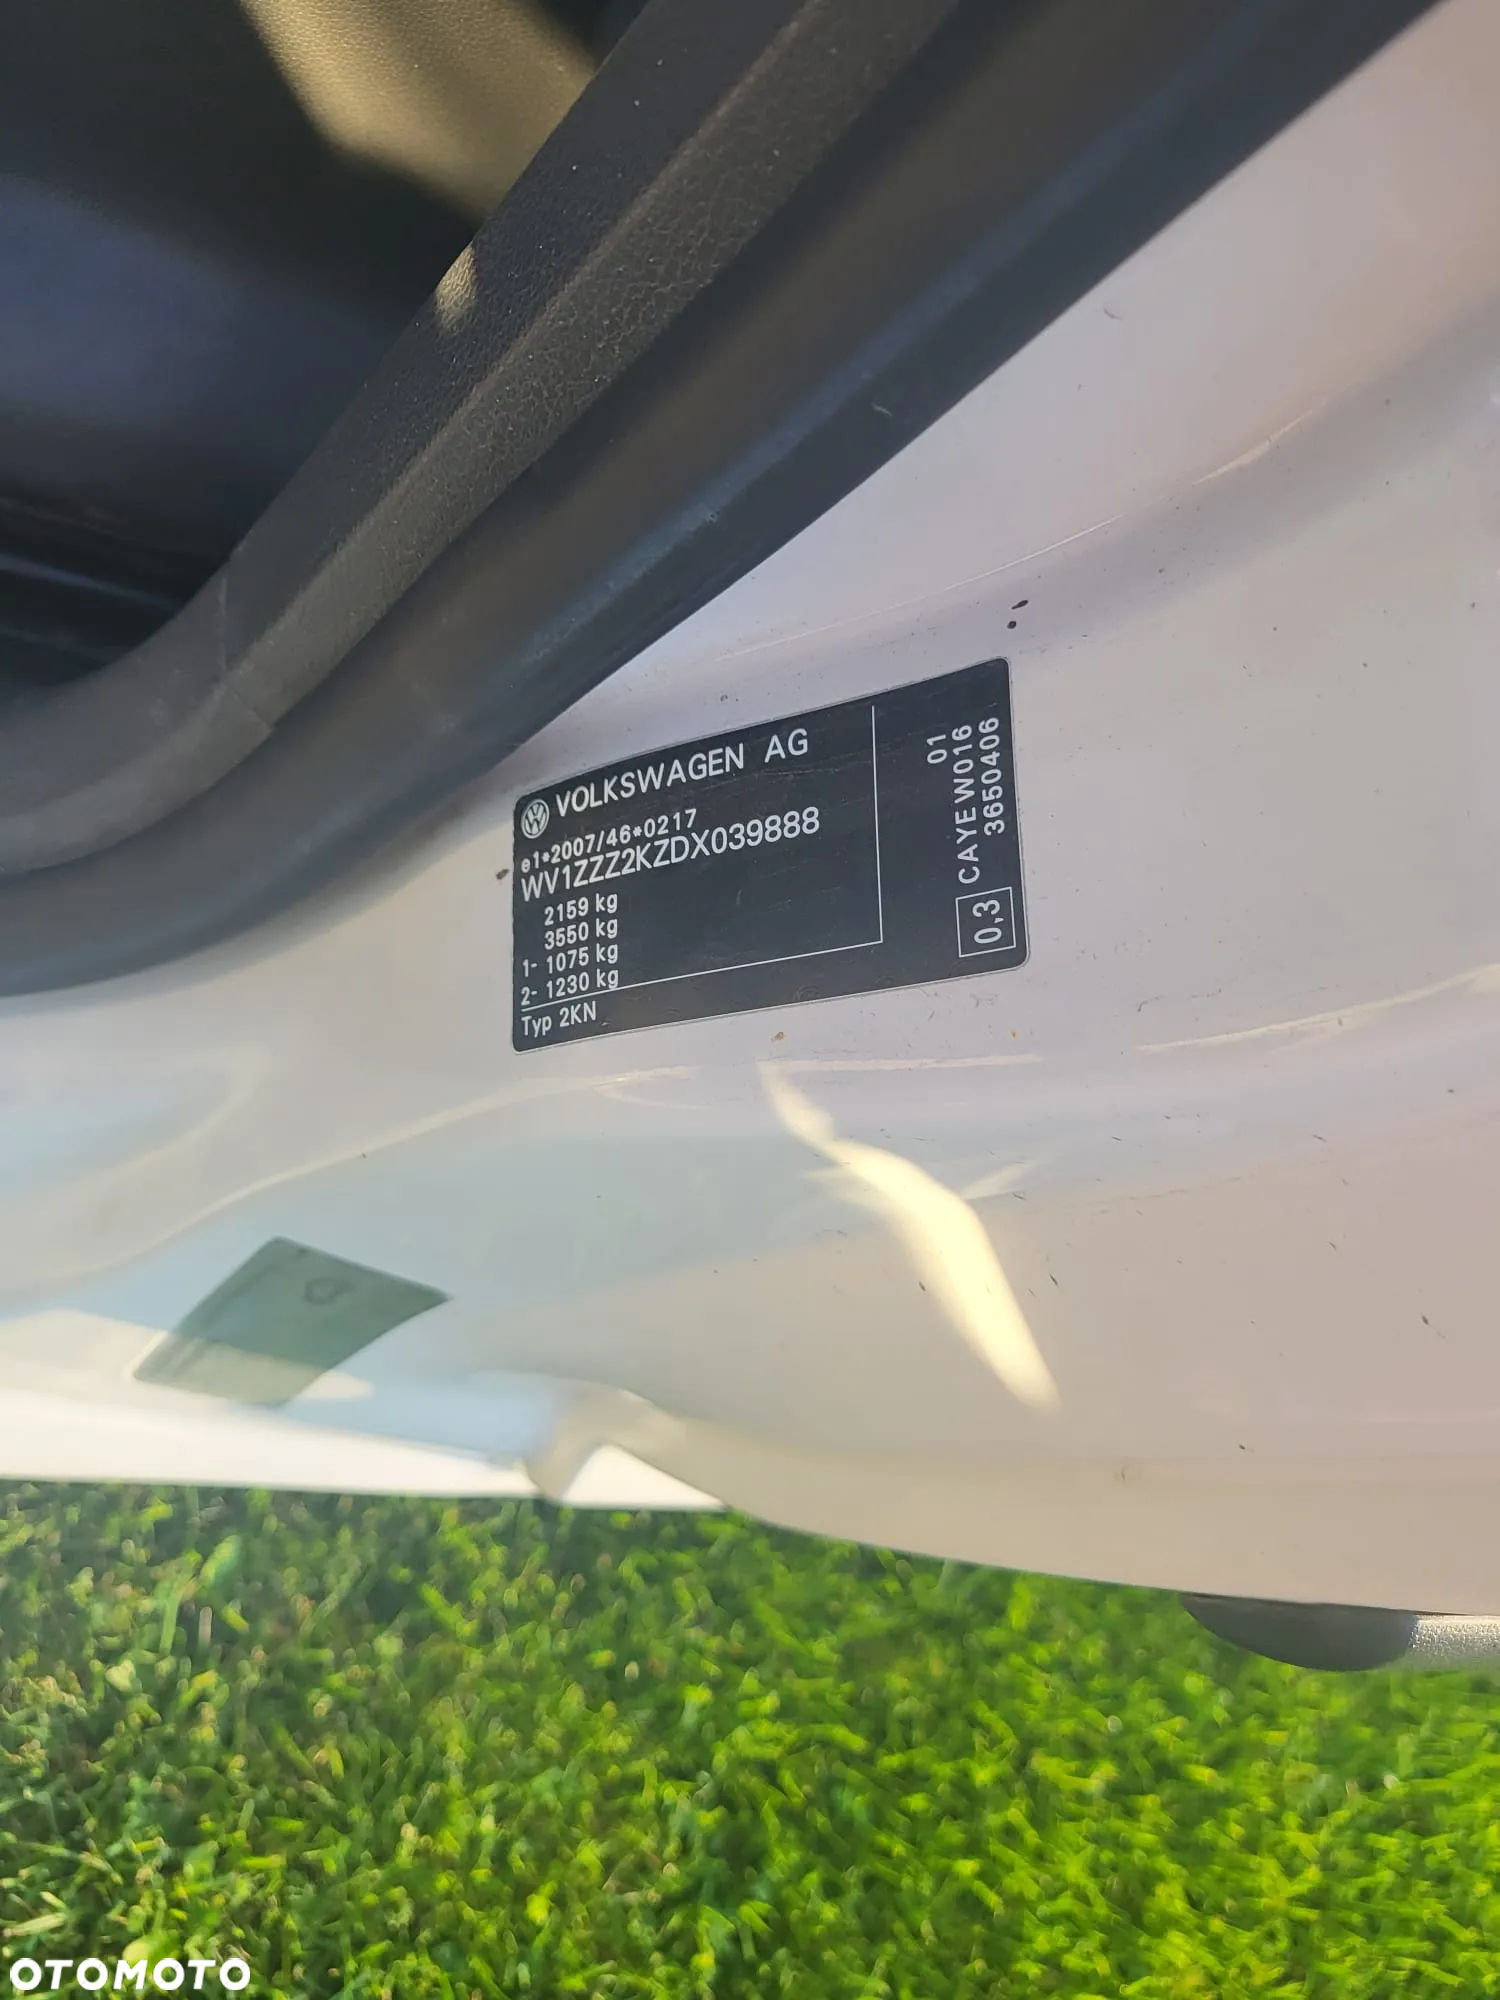 VOLKSWAGEN AG
e1*2007/46*0217
WV1ZZZ2KZDX039888
2159 kg
3550 kg
1- 1075 kg
2- 1230 kg
Typ 2KN
01
CAYE W016
3650406
0,3
OTOMOTO